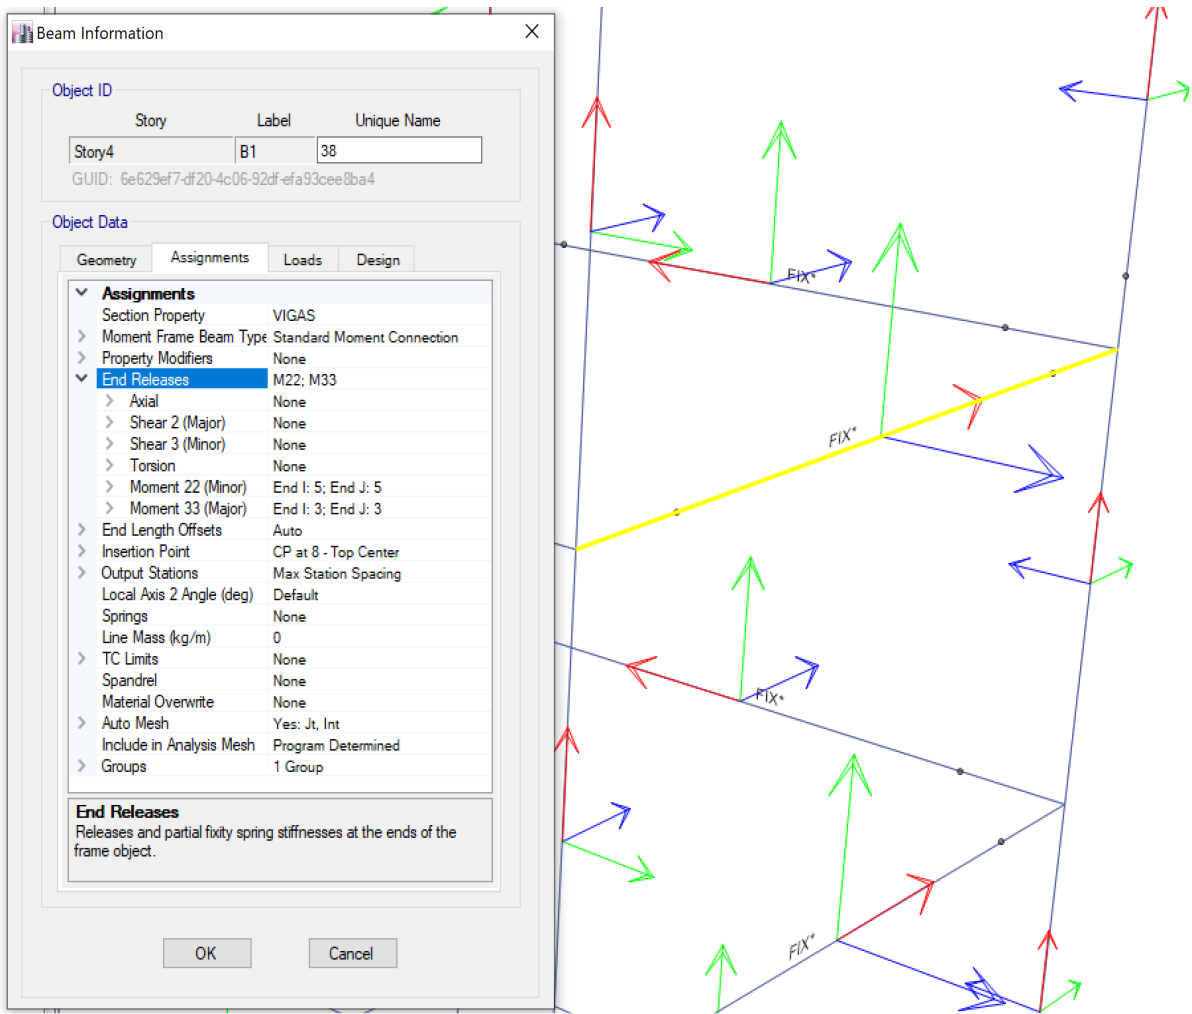 Beam Information
Object ID
Story Label Unique Name
Story4 B1 38
GUID: 6e629ef7-df20-4c06-92df-efa93cee8ba4
Object Data
Geometry Assignments Loads Design
Assignments
Section Property VIGAS
Moment Frame Beam Type Standard Moment Connection
Property Modifiers None
End Releases M22; M33
Axial None
Shear 2 (Major) None
Shear 3 (Minor) None
Torsion None
Moment 22 (Minor) End I: 5; End J: 5
Moment 33 (Major) End I: 3; End J: 3
End Length Offsets Auto
Insertion Point CP at 8 - Top Center
Output Stations Max Station Spacing
Local Axis 2 Angle (deg) Default
Springs None
Line Mass (kg/m) 0
TC Limits None
Spandrel None
Material Overwrite None
Auto Mesh Yes: Jt, Int
Include in Analysis Mesh Program Determined
Groups 1 Group
End Releases
Releases and partial fixity spring stiffnesses at the ends of the
frame object.
OK Cancel
FIX*
FIX*
FIX*
FIX*